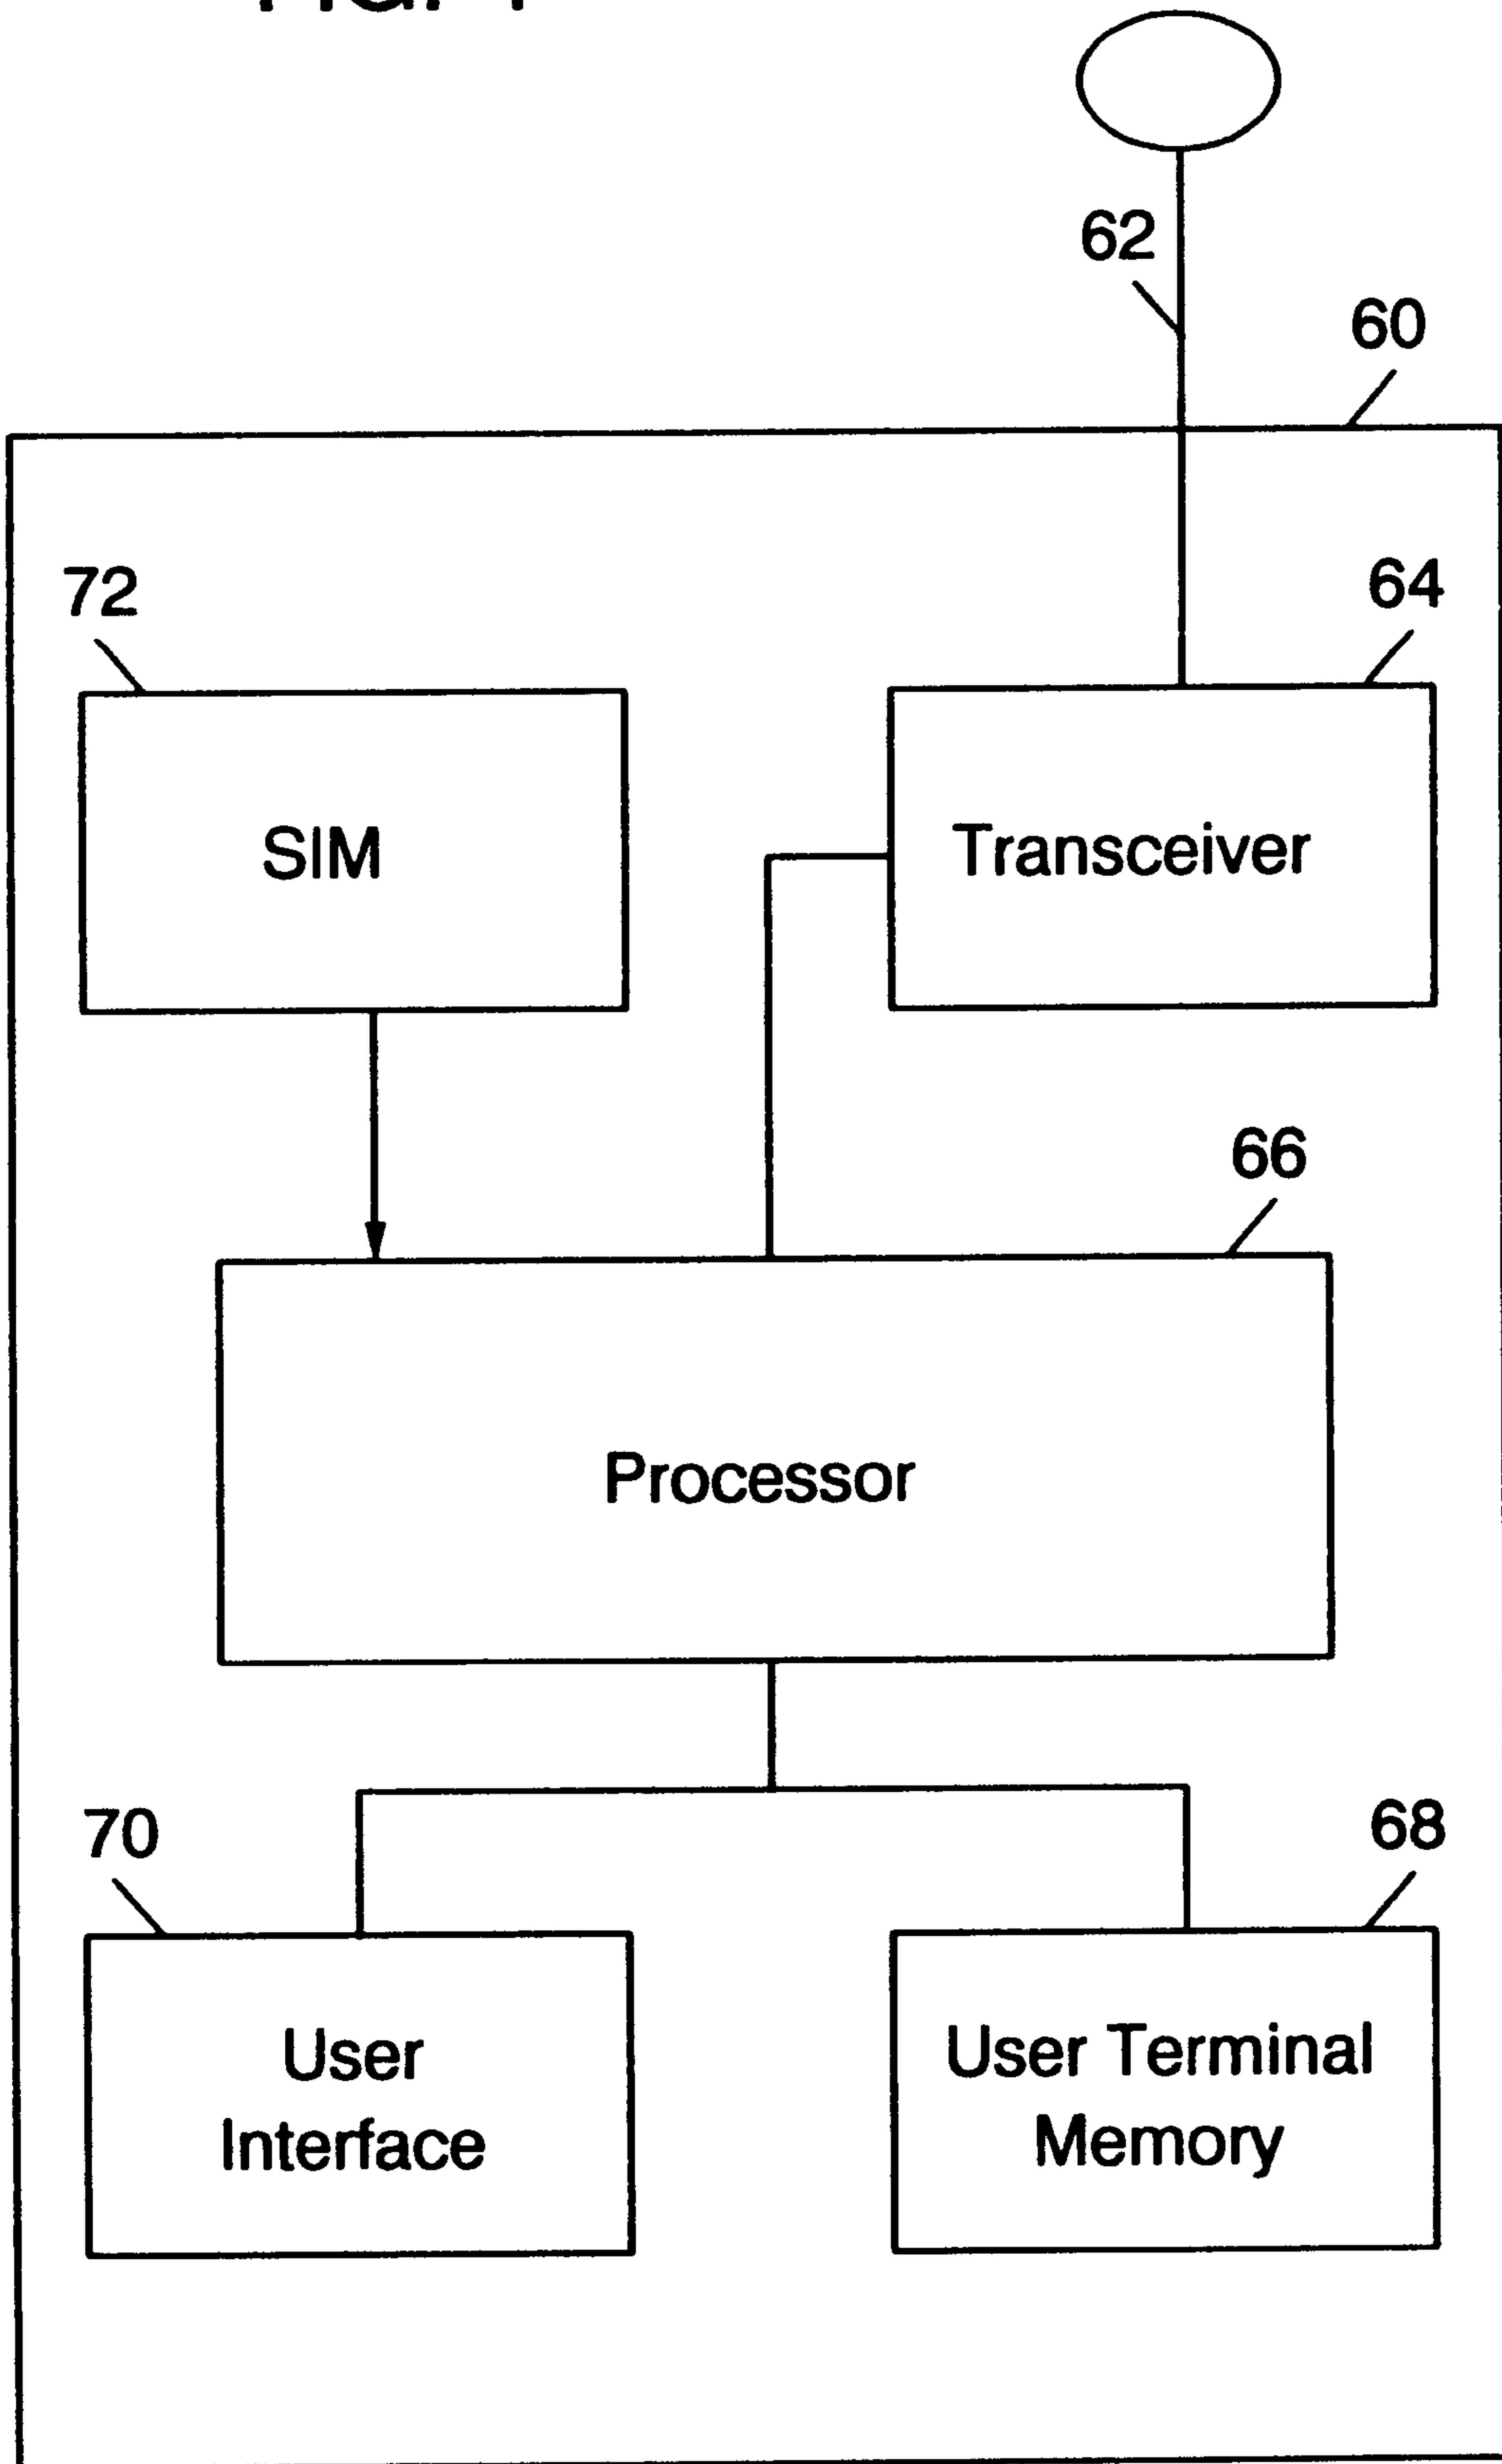 62
60
72
64
SIM
Transceiver
66
Processor
70
68
User
Interface
User Terminal
Memory